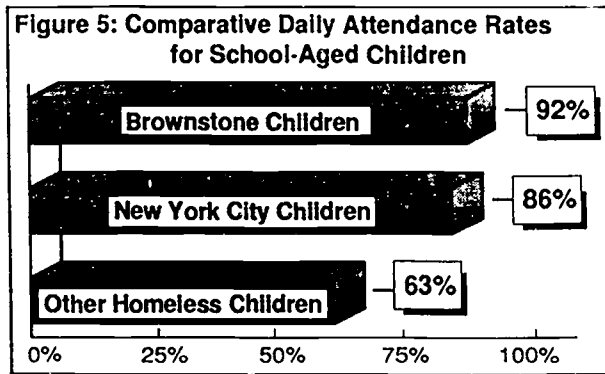 Figure 5: Comparative Daily Attendance Rates
for School-Aged Children
Brownstone Children
92%
New York City Children
86%
Other Homeless Children
63%
0% 25% 50% 75% 100%